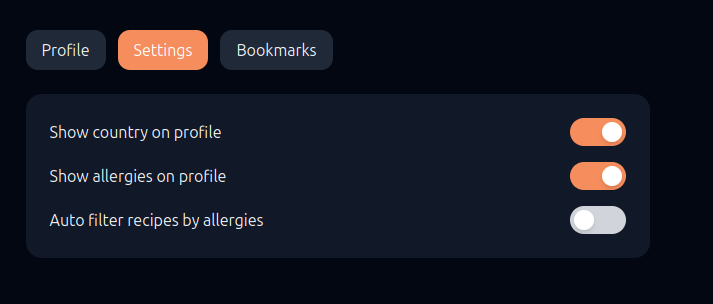 Profile Settings Bookmarks
Show country on profile
Show allergies on profile
Auto filter recipes by allergies